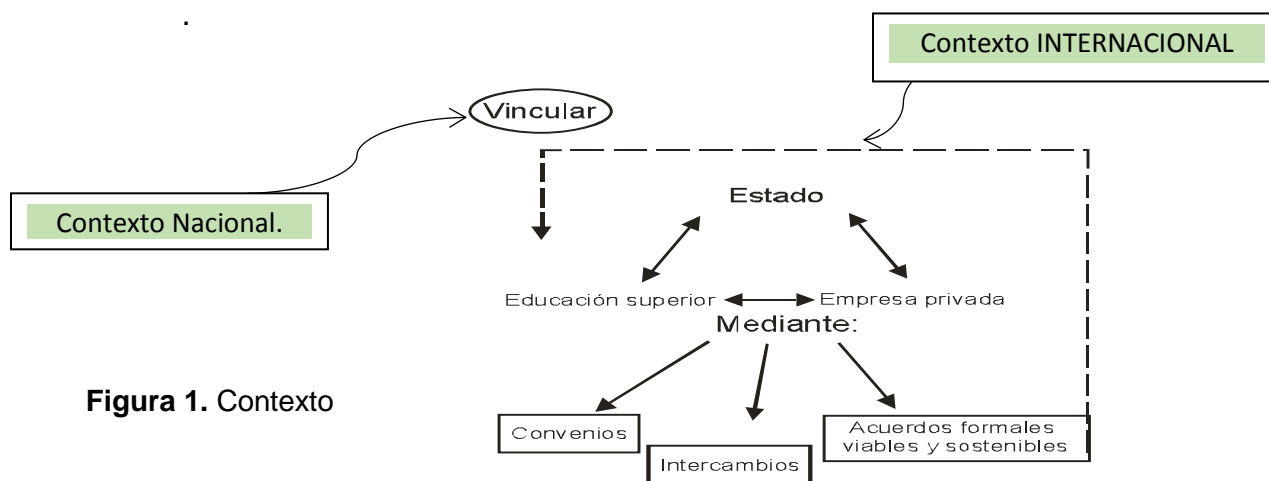 .
Contexto INTERNACIONAL
Vincular
Estado
Contexto Nacional.
Educación superior
Empresa privada
Mediante:
Figura 1. Contexto
Convenios
Intercambios
Acuerdos formales
viables y sostenibles